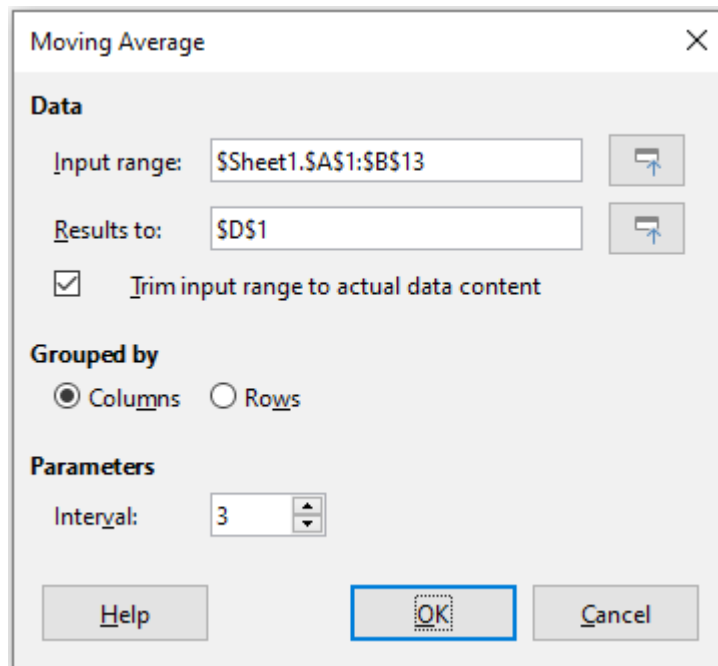 Moving Average
Data
Input range: $Sheet1.$A$1:$B$13
Results to: $D$1
Trim input range to actual data content
Grouped by
Columns Rows
Parameters
Interval: 3
Help OK Cancel